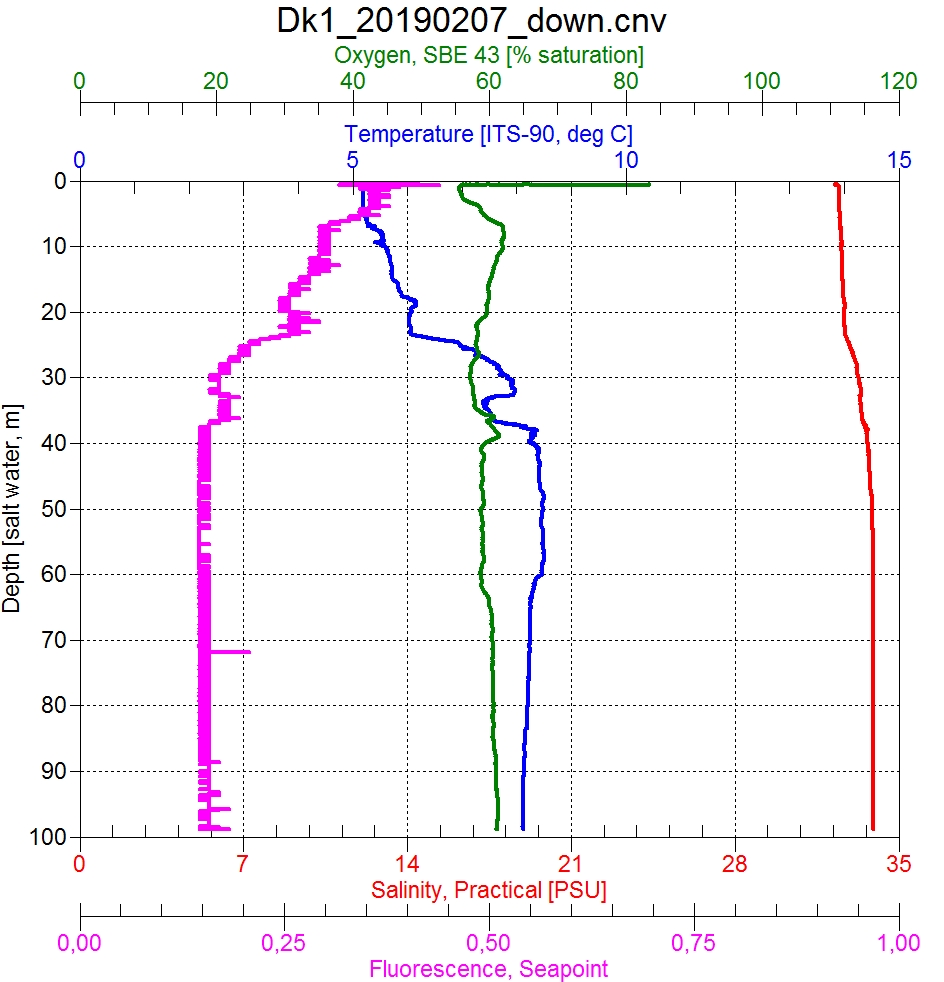 Dk1_20190207_down.cnv
Oxygen, SBE 43 [% saturation]
0 20 40 60 80 100 120
Temperature [ITS-90, deg C]
0 5 10 15
0
10
20
30
40
50
60
70
80
90
100
Depth [salt water, m]
0 7 14 21 28 35
Salinity, Practical [PSU]
0,00 0,25 0,50 0,75 1,00
Fluorescence, Seapoint